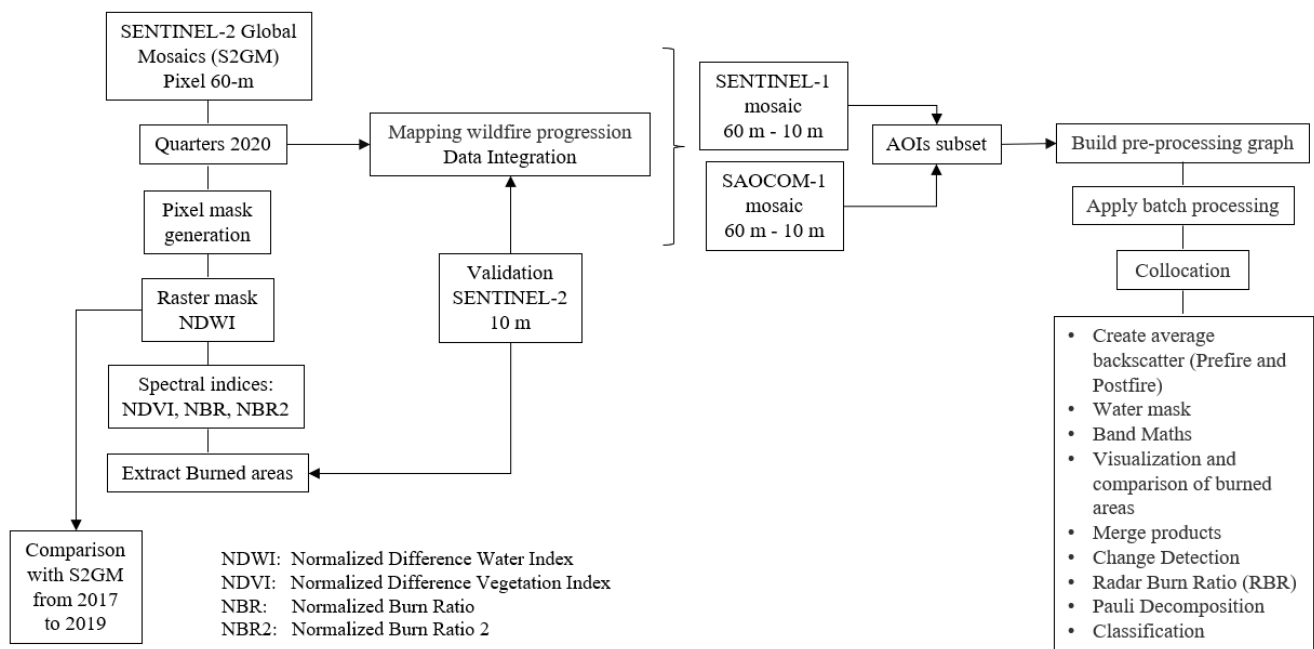 SENTINEL-2 Global
Mosaics (S2GM)
Pixel 60-m
Quarters 2020
Pixel mask
generation
Raster mask
NDWI
Spectral indices:
NDVI, NBR, NBR2
Extract Burned areas
Comparison
with S2GM
from 2017
to 2019
Mapping wildfire progression
Data Integration
Validation
SENTINEL-2
10 m
SENTINEL-1
mosaic
60 m - 10 m
SAOCOM-1
mosaic
60 m - 10 m
AOIs subset
Build pre-processing graph
Apply batch processing
Collocation
• Create average
backscatter (Prefire and
Postfire)
• Water mask
• Band Maths
• Visualization and
comparison of burned
areas
• Merge products
• Change Detection
• Radar Burn Ratio (RBR)
• Pauli Decomposition
• Classification
NDWI: Normalized Difference Water Index
NDVI: Normalized Difference Vegetation Index
NBR: Normalized Burn Ratio
NBR2: Normalized Burn Ratio 2